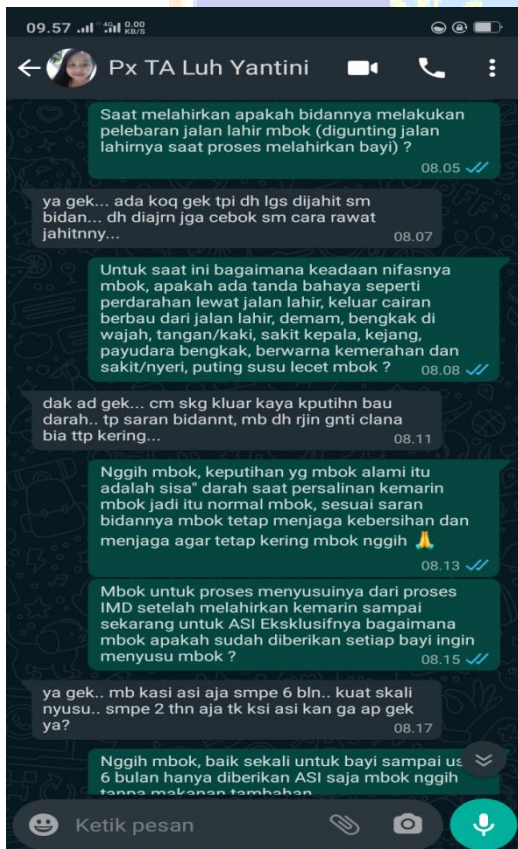 09.57 4G 0.00 KB/S
Px TA Luh Yantini
Saat melahirkan apakah bidannya melakukan
pelebaran jalan lahir mbok (digunting jalan
lahirnya saat proses melahirkan bayi) ?
08.05
ya gek... ada koq gek tpi dh lgs dijahit sm
bidan... dh diajrn jga cebok sm cara rawat
jahitnny...
08.07
Untuk saat ini bagaimana keadaan nifasnya
mbok, apakah ada tanda bahaya seperti
perdarahan lewat jalan lahir, keluar cairan
berbau dari jalan lahir, demam, bengkak di
wajah, tangan/kaki, sakit kepala, kejang,
payudara bengkak, berwarna kemerahan dan
sakit/nyeri, puting susu lecet mbok ?
08.08
dak ad gek... cm skg kluar kaya kputihn bau
darah.. tp saran bidannt, mb dh rjin gnti clana
bia ttp kering...
08.11
Nggih mbok, keputihan yg mbok alami itu
adalah sisa" darah saat persalinan kemarin
mbok jadi itu normal mbok, sesuai saran
bidannya mbok tetap menjaga kebersihan dan
menjaga agar tetap kering mbok nggih 🙏
08.13
Mbok untuk proses menyusuinya dari proses
IMD setelah melahirkan kemarin sampai
sekarang untuk ASI Eksklusifnya bagaimana
mbok apakah sudah diberikan setiap bayi ingin
menyusu mbok ?
08.15
ya gek.. mb kasi asi aja smpe 6 bln.. kuat skali
nyusu.. smpe 2 thn aja tk ksi asi kan ga ap gek
ya?
08.17
Nggih mbok, baik sekali untuk bayi sampai us
6 bulan hanya diberikan ASI saja mbok nggih
tanpa makanan tambahan
Ketik pesan